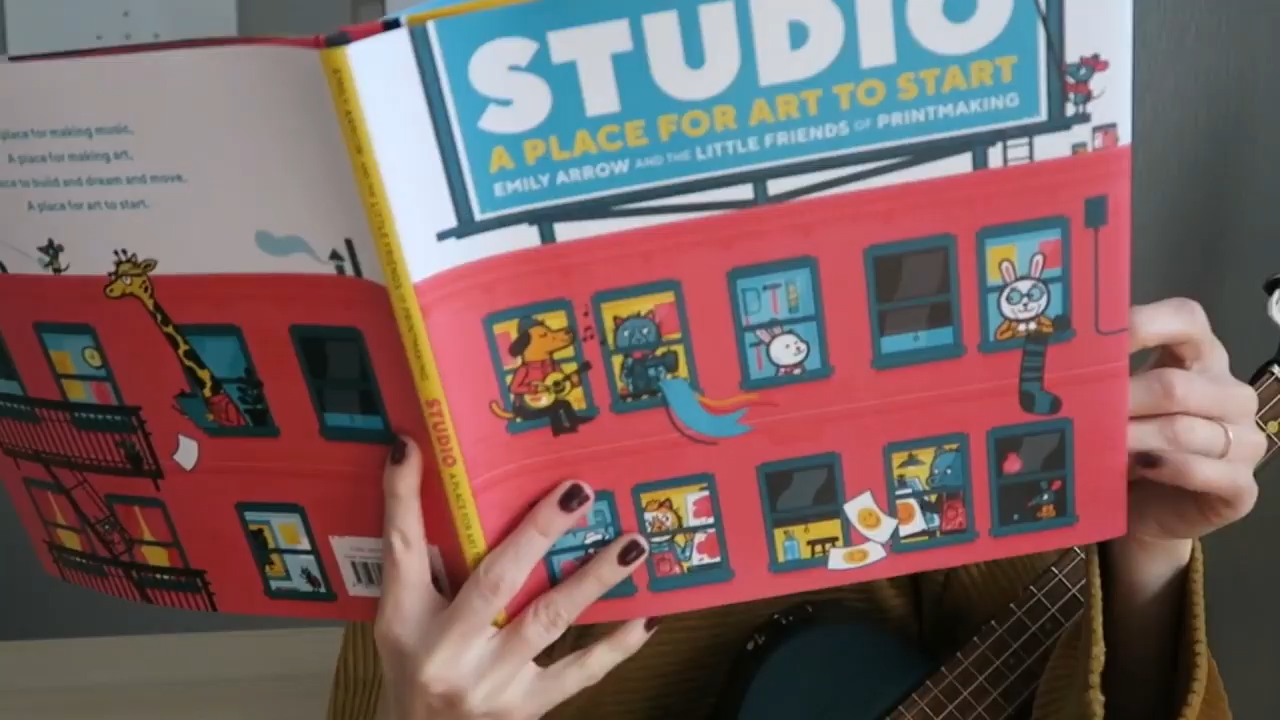 place for making music,
A place for making art,
to build and dream and move.
A place for art to start.
STUDIO
A PLACE FOR ART TO START
EMILY ARROW AND THE LITTLE FRIENDS OF PRINTMAKING
STUDIO A PLACE FOR ART TO